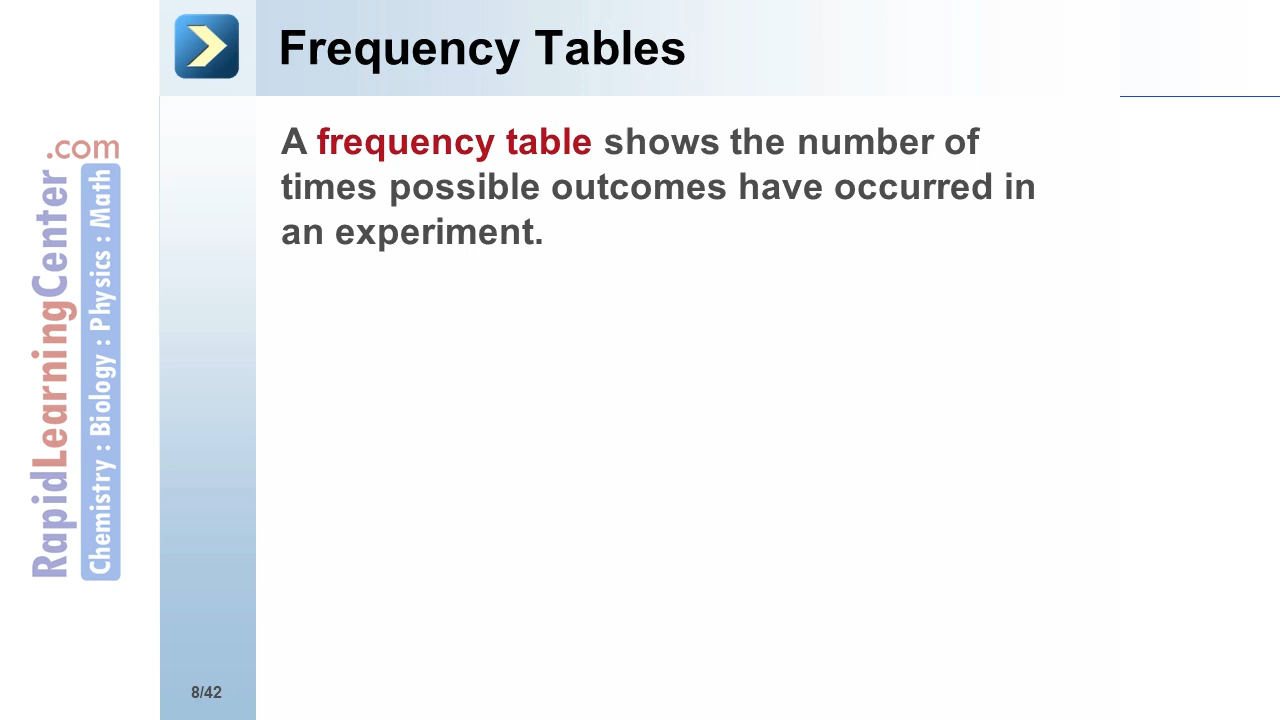 Frequency Tables
A frequency table shows the number of
times possible outcomes have occurred in
an experiment.
RapidLearningCenter.com
Chemistry : Biology : Physics : Math
8/42